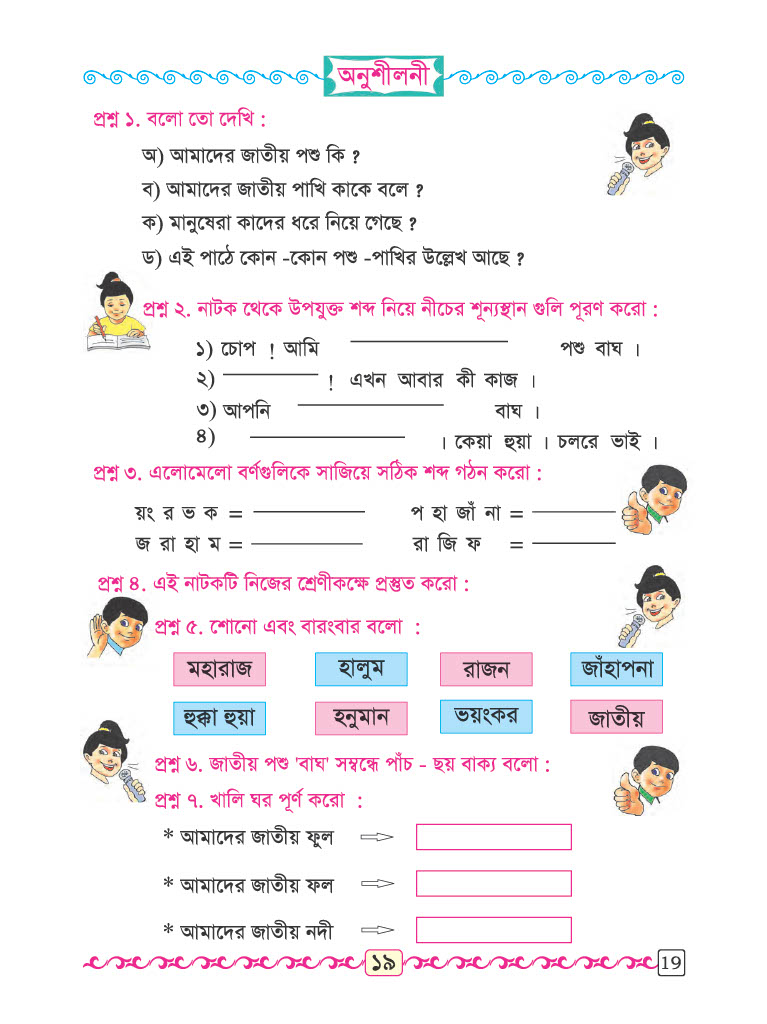 অনুশীলনী
প্রশ্ন ১. বলো তো দেখি :
অ) আমাদের জাতীয় পশু কি ?
ব) আমাদের জাতীয় পাখি কাকে বলে ?
ক) মানুষেরা কাদের ধরে নিয়ে গেছে ?
ড) এই পাঠে কোন -কোন পশু -পাখির উল্লেখ আছে ?
প্রশ্ন ২. নাটক থেকে উপযুক্ত শব্দ নিয়ে নীচের শূন্যস্থান গুলি পূরণ করো :
১) চোপ ! আমি ____________ পশু বাঘ ।
২) ____________ ! এখন আবার কী কাজ ।
৩) আপনি ____________ বাঘ ।
৪) ____________ । কেয়া হুয়া । চলরে ভাই ।
প্রশ্ন ৩. এলোমেলো বর্ণগুলিকে সাজিয়ে সঠিক শব্দ গঠন করো :
য়ং র ভ ক = ____________ প হা জাঁ না = ____________
জ রা হা ম = ____________ রা জি ফ = ____________
প্রশ্ন ৪. এই নাটকটি নিজের শ্রেণীকক্ষে প্রস্তুত করো :
প্রশ্ন ৫. শোনো এবং বারংবার বলো :
মহারাজ হালুম রাজন জাঁহাপনা
হুক্কা হুয়া হনুমান ভয়ংকর জাতীয়
প্রশ্ন ৬. জাতীয় পশু 'বাঘ' সম্বন্ধে পাঁচ - ছয় বাক্য বলো :
প্রশ্ন ৭. খালি ঘর পূর্ণ করো :
* আমাদের জাতীয় ফুল ⇨
* আমাদের জাতীয় ফল ⇨
* আমাদের জাতীয় নদী ⇨
১৯ 19